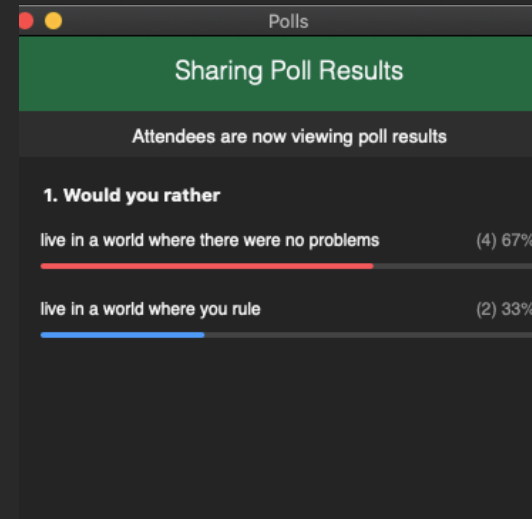 Polls
Sharing Poll Results
Attendees are now viewing poll results
1. Would you rather
live in a world where there were no problems (4) 67%
live in a world where you rule (2) 33%